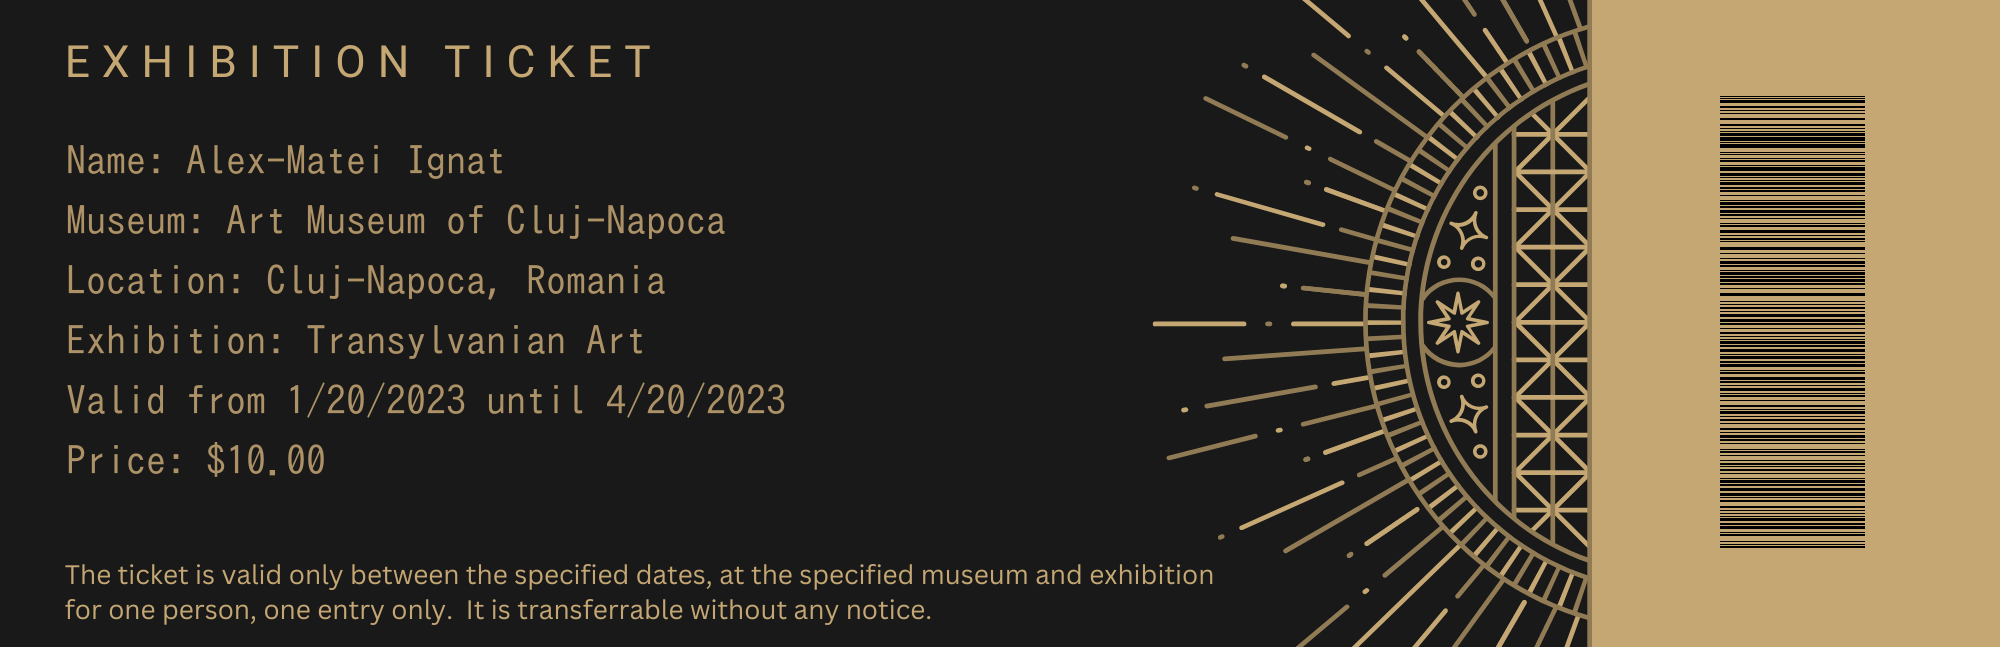 EXHIBITION TICKET
Name: Alex-Matei Ignat
Museum: Art Museum of Cluj-Napoca
Location: Cluj-Napoca, Romania
Exhibition: Transylvanian Art
Valid from 1/20/2023 until 4/20/2023
Price: $10.00
The ticket is valid only between the specified dates, at the specified museum and exhibition
for one person, one entry only.  It is transferrable without any notice.